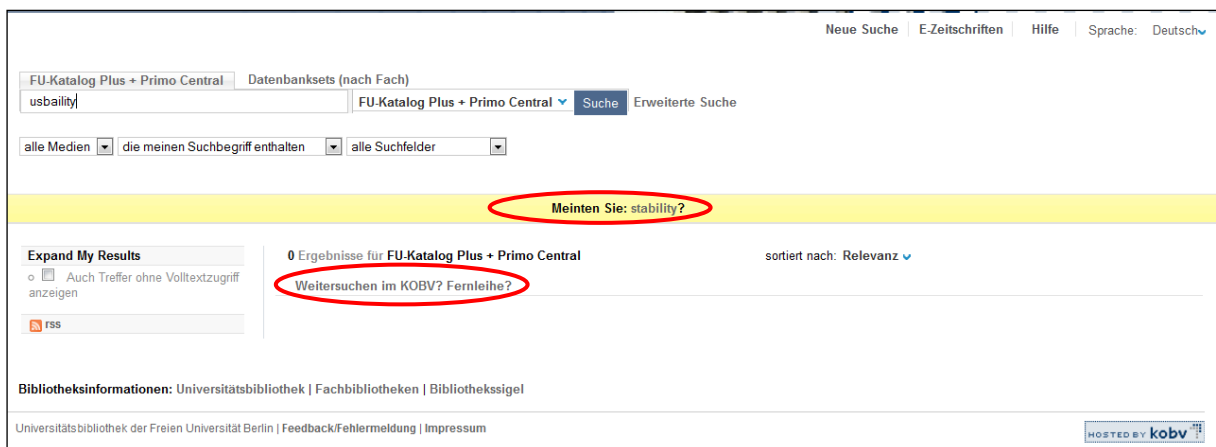 Neue Suche E-Zeitschriften Hilfe Sprache: Deutsch
FU-Katalog Plus + Primo Central Datenbanksets (nach Fach)
usbaility FU-Katalog Plus + Primo Central Suche Erweiterte Suche
alle Medien die meinen Suchbegriff enthalten alle Suchfelder
Meinten Sie: stability?
Expand My Results 0 Ergebnisse für FU-Katalog Plus + Primo Central sortiert nach: Relevanz
Auch Treffer ohne Volltextzugriff
anzeigen
Weitersuchen im KOBV? Fernleihe?
rss
Bibliotheksinformationen: Universitätsbibliothek | Fachbibliotheken | Bibliothekssigel
Universitätsbibliothek der Freien Universität Berlin | Feedback/Fehlermeldung | Impressum
HOSTED BY kobv